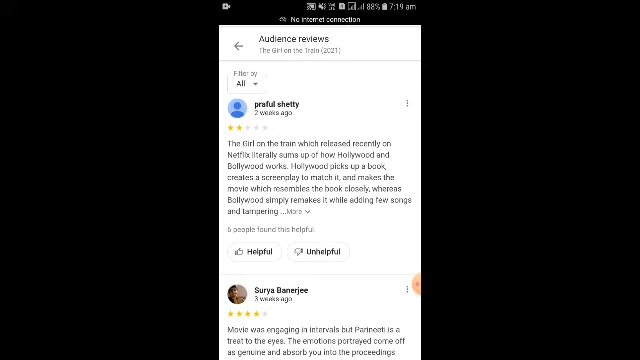 88% 7:19 am
No internet connection
Audience reviews
The Girl on the Train (2021)
Filter by
All
praful shetty
2 weeks ago
The Girl on the train which released recently on
Netflix literally sums up of how Hollywood and
Bollywood works. Hollywood picks up a book,
creates a screenplay to match it, and makes the
movie which resembles the book closely, whereas
Bollywood simply remakes it while adding few songs
and tampering ...More
6 people found this helpful.
Helpful Unhelpful
Surya Banerjee
3 weeks ago
Movie was engaging in intervals but Parineeti is a
treat to the eyes. The emotions portrayed come off
as genuine and absorb you into the proceedings